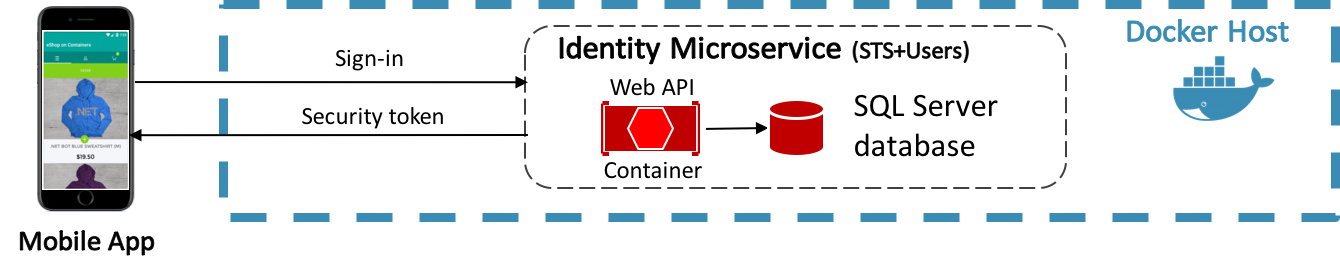 eShop on Containers
.NET
.NET BOT BLUE SWEATSHIRT (M)
$19.50
Mobile App
Sign-in
Security token
Identity Microservice (STS+Users)
Web API
Container
SQL Server
database
Docker Host